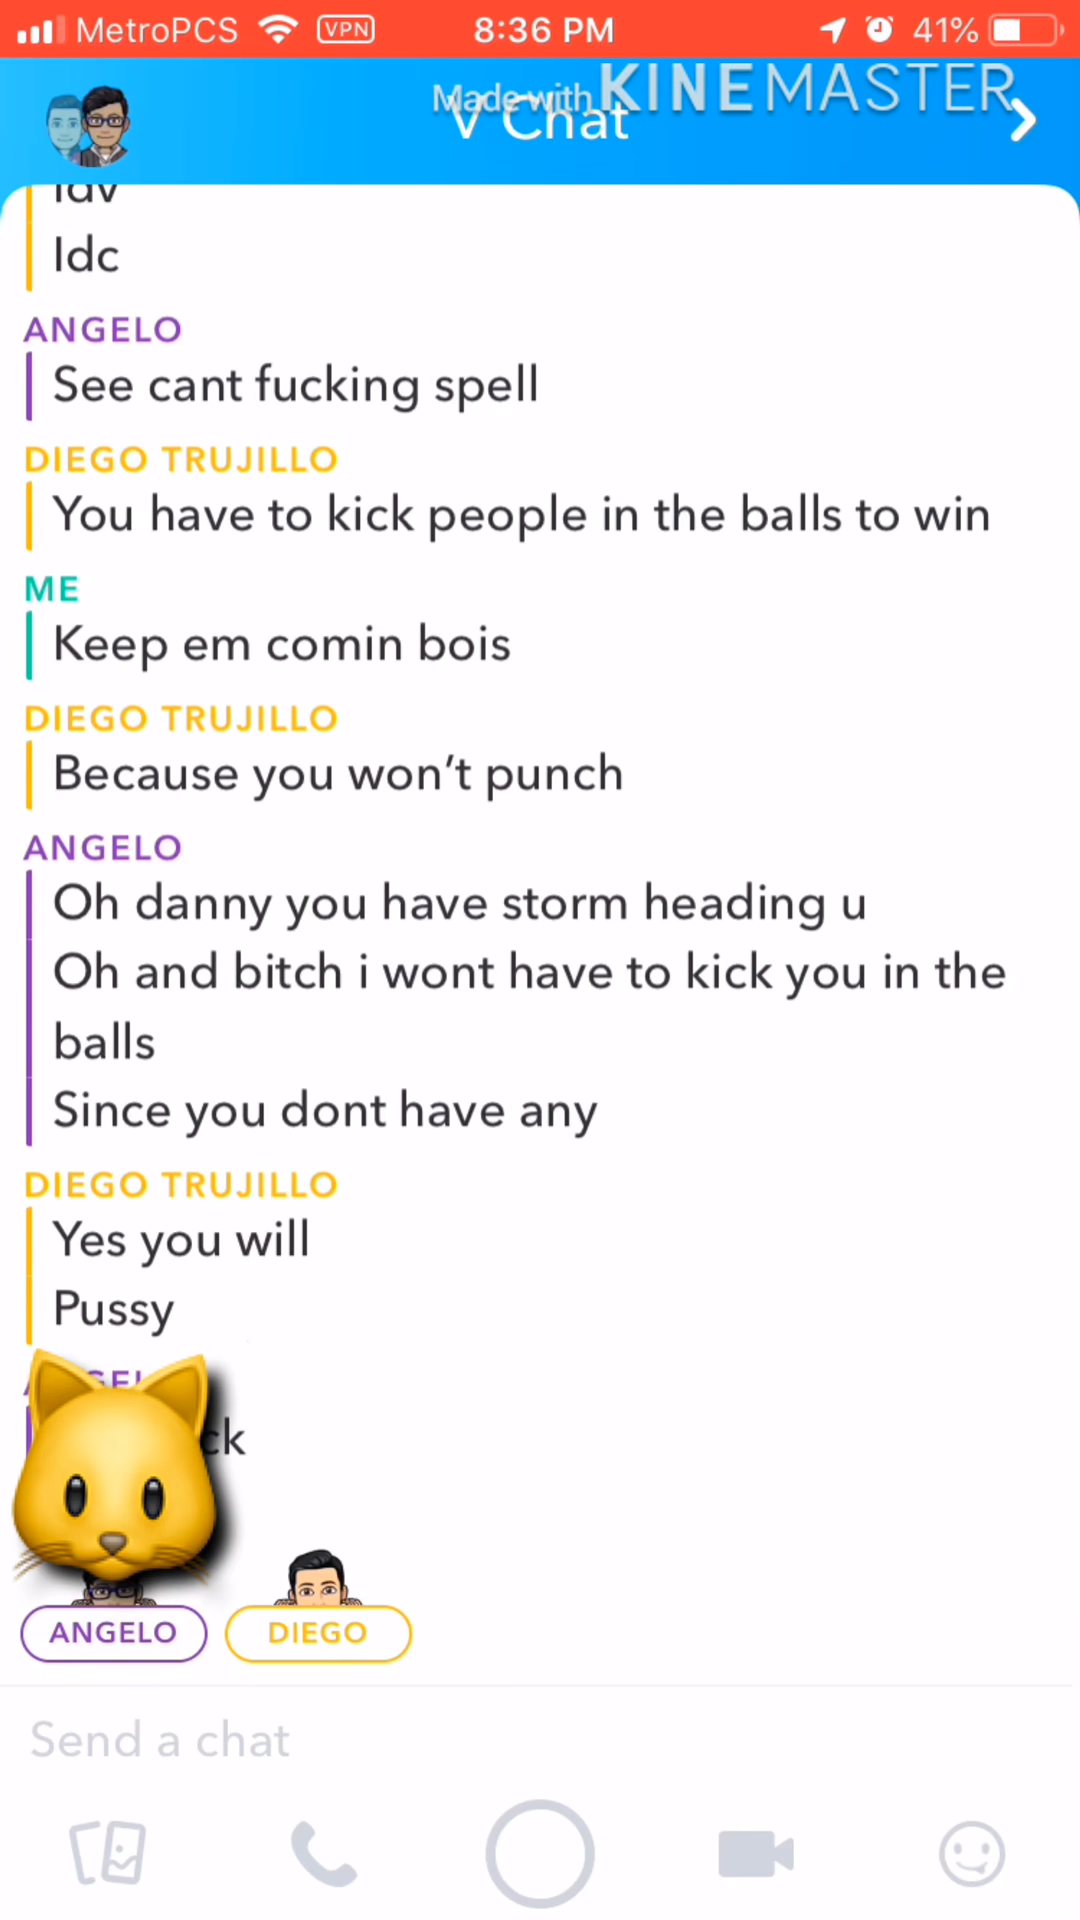 MetroPCS VPN 8:36 PM 41%
Made with KINEMASTER
V Chat
Idv
Idc
ANGELO
See cant fucking spell
DIEGO TRUJILLO
You have to kick people in the balls to win
ME
Keep em comin bois
DIEGO TRUJILLO
Because you won't punch
ANGELO
Oh danny you have storm heading u
Oh and bitch i wont have to kick you in the
balls
Since you dont have any
DIEGO TRUJILLO
Yes you will
Pussy
ANGELO DIEGO
Send a chat